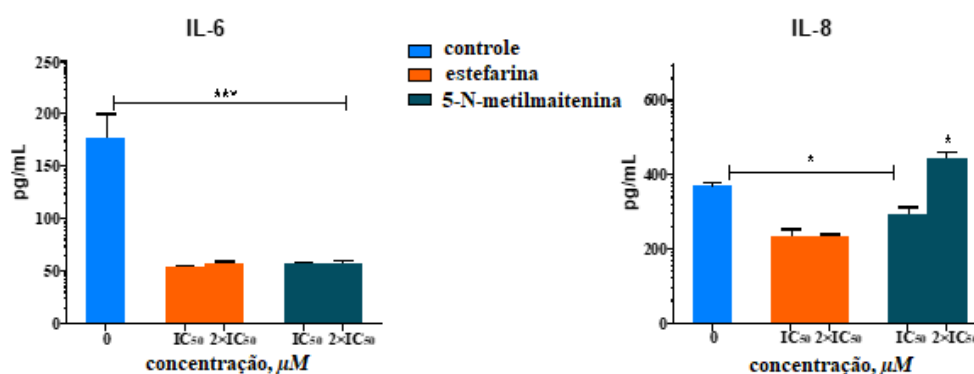 IL-6
250
200
150
100
50
0
pg/mL
***
0 IC₅₀ 2×IC₅₀ IC₅₀ 2×IC₅₀
concentração, μM
controle
estefarina
5-N-metilmaitenina
IL-8
600
400
200
0
pg/mL
*
*
0 IC₅₀ 2×IC₅₀ IC₅₀ 2×IC₅₀
concentração, μM